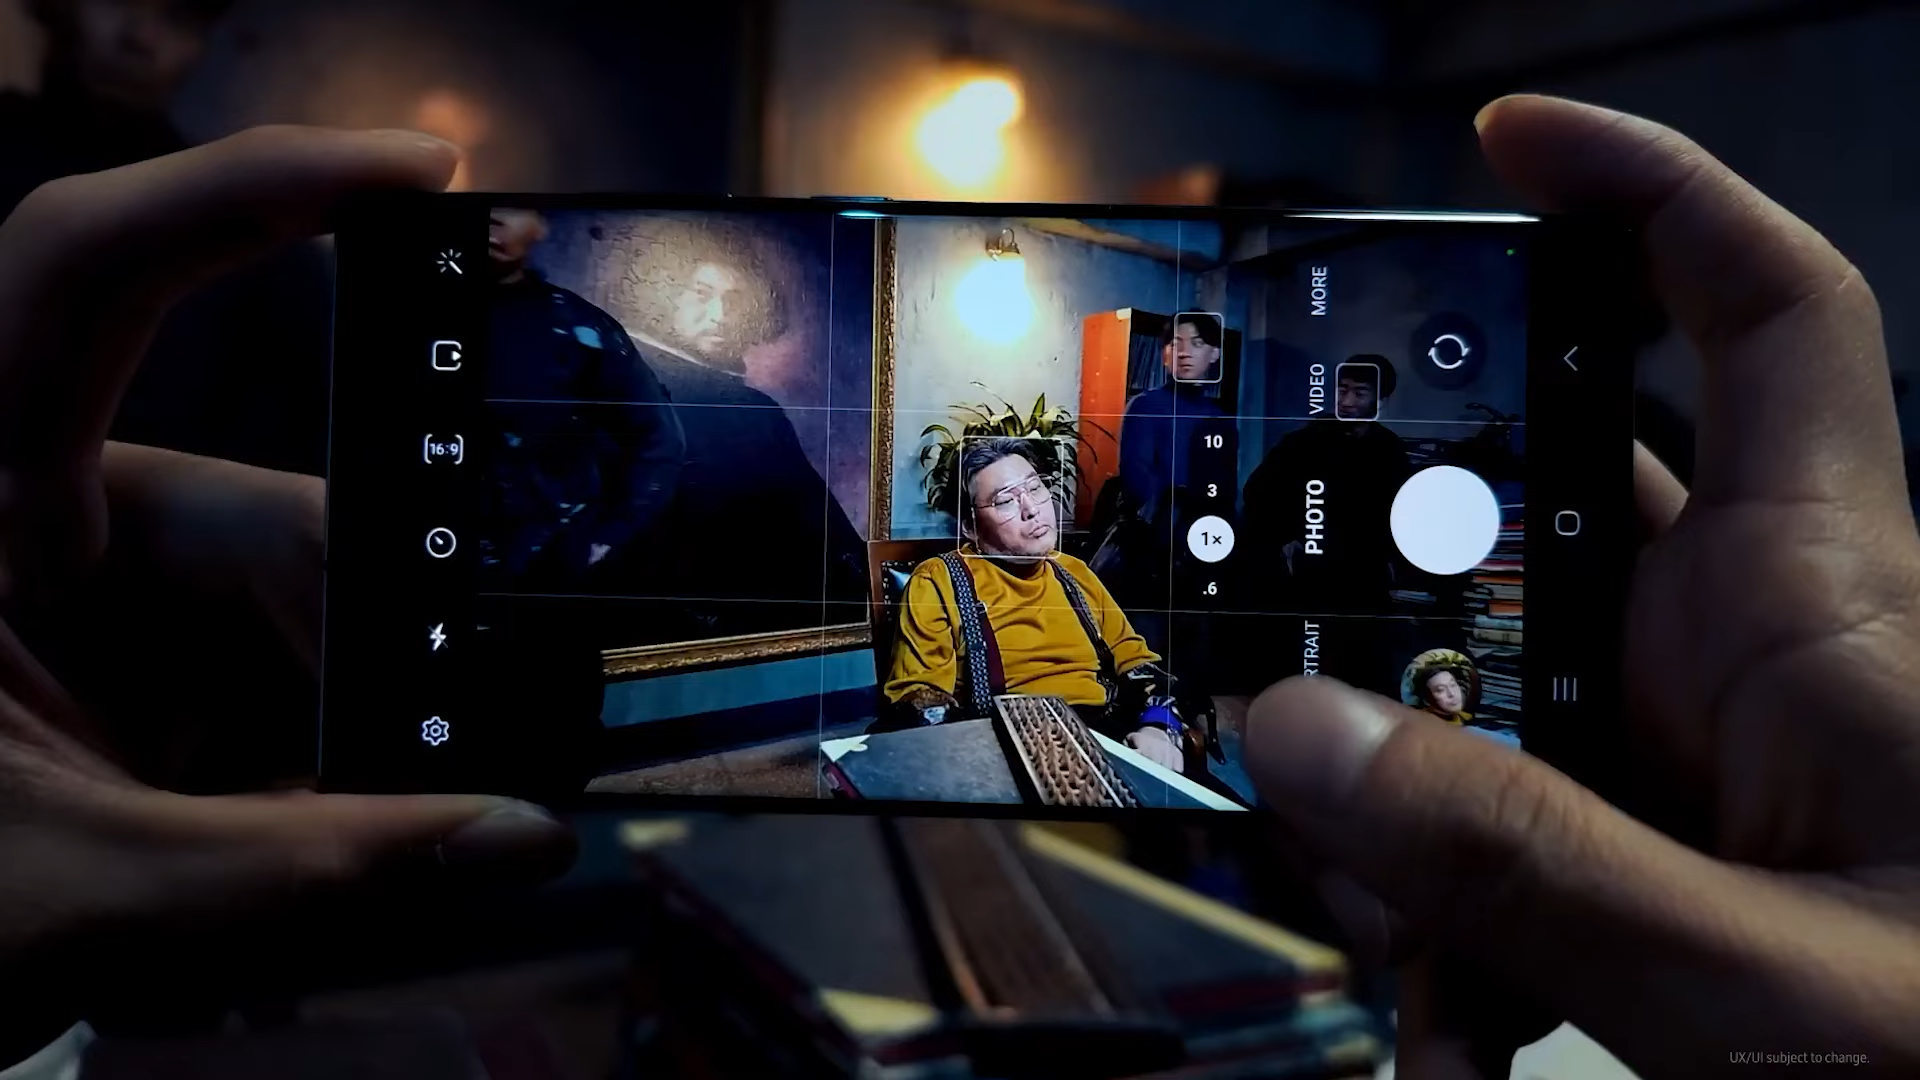 16:9
10
3
1×
.6
MORE
VIDEO
PHOTO
RTRAIT
UX/UI subject to change.